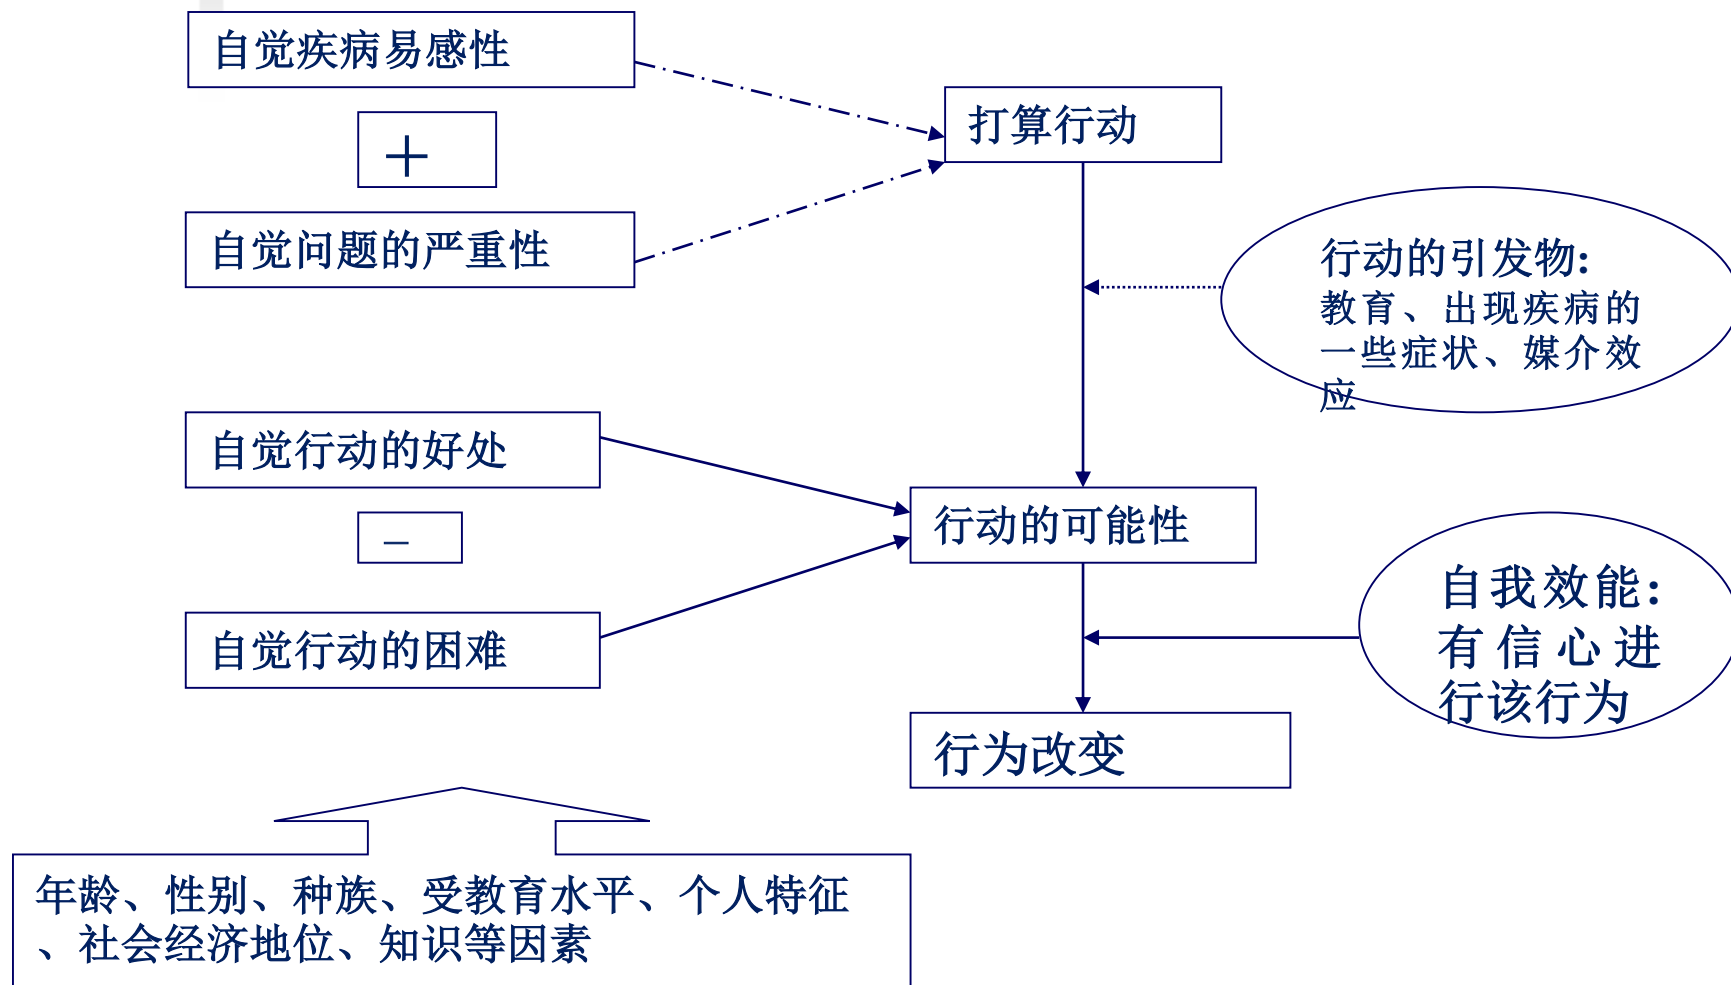 自觉疾病易感性
+
自觉问题的严重性
打算行动
行动的引发物:
教育、出现疾病的
一些症状、媒介效
应
自觉行动的好处
–
自觉行动的困难
行动的可能性
自我效能:
有信心进
行该行为
行为改变
年龄、性别、种族、受教育水平、个人特征
、社会经济地位、知识等因素